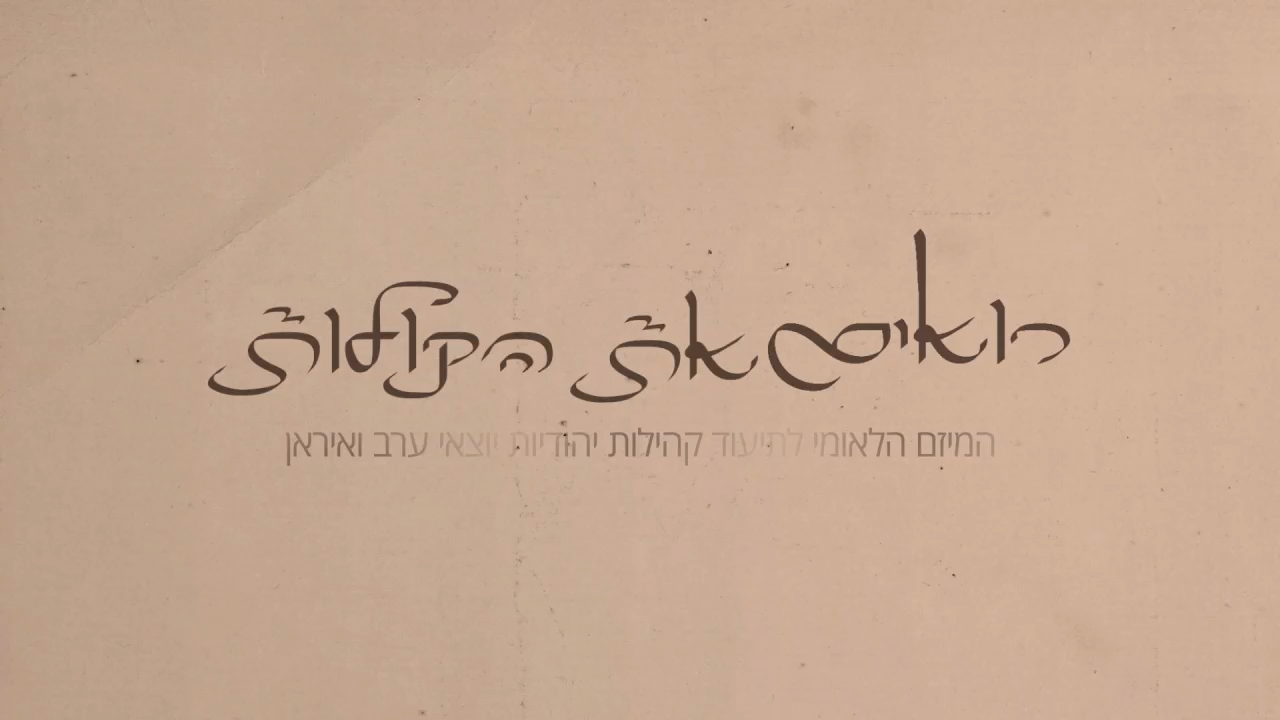 רואים את הקולות
המיזם הלאומי לתיעוד קהילות יהודיות יוצאי ערב ואיראן